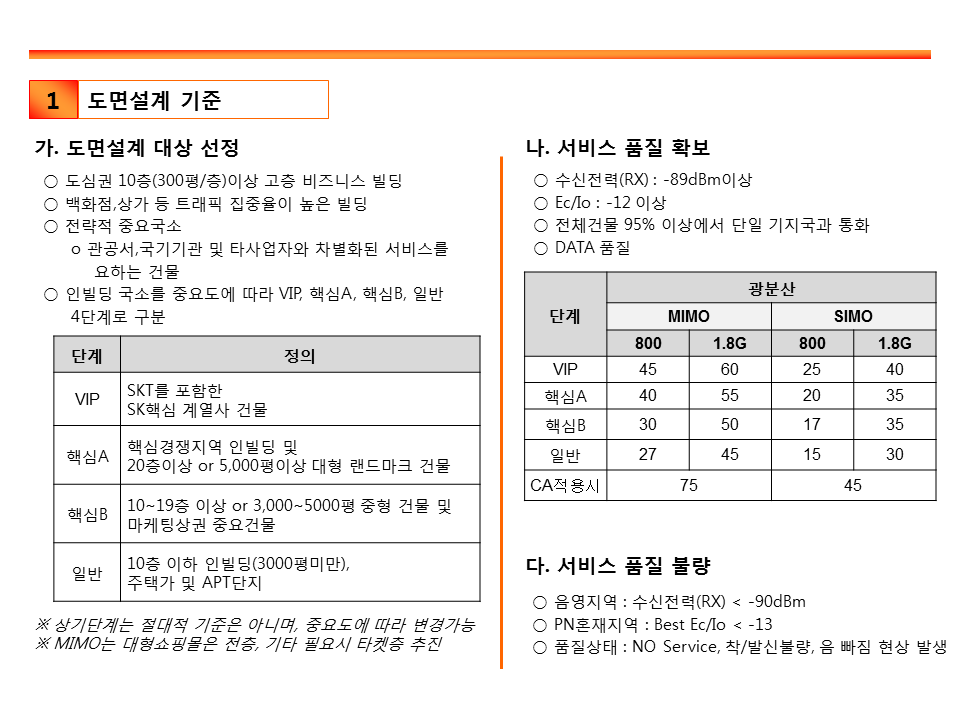 1 도면설계 기준
가. 도면설계 대상 선정
○ 도심권 10층(300평/층)이상 고층 비즈니스 빌딩
○ 백화점,상가 등 트래픽 집중율이 높은 빌딩
○ 전략적 중요국소
o 관공서,국기기관 및 타사업자와 차별화된 서비스를
요하는 건물
○ 인빌딩 국소를 중요도에 따라 VIP, 핵심A, 핵심B, 일반
4단계로 구분
단계 정의
VIP SKT를 포함한
SK핵심 계열사 건물
핵심A 핵심경쟁지역 인빌딩 및
20층이상 or 5,000평이상 대형 랜드마크 건물
핵심B 10~19층 이상 or 3,000~5000평 중형 건물 및
마케팅상권 중요건물
일반 10층 이하 인빌딩(3000평미만),
주택가 및 APT단지
※ 상기단계는 절대적 기준은 아니며, 중요도에 따라 변경가능
※ MIMO는 대형쇼핑몰은 전층, 기타 필요시 타켓층 추진
나. 서비스 품질 확보
○ 수신전력(RX) : -89dBm이상
○ Ec/Io : -12 이상
○ 전체건물 95% 이상에서 단일 기지국과 통화
○ DATA 품질
단계 광분산
MIMO SIMO
800 1.8G 800 1.8G
VIP 45 60 25 40
핵심A 40 55 20 35
핵심B 30 50 17 35
일반 27 45 15 30
CA적용시 75 45
다. 서비스 품질 불량
○ 음영지역 : 수신전력(RX) < -90dBm
○ PN혼재지역 : Best Ec/Io < -13
○ 품질상태 : NO Service, 착/발신불량, 음 빠짐 현상 발생